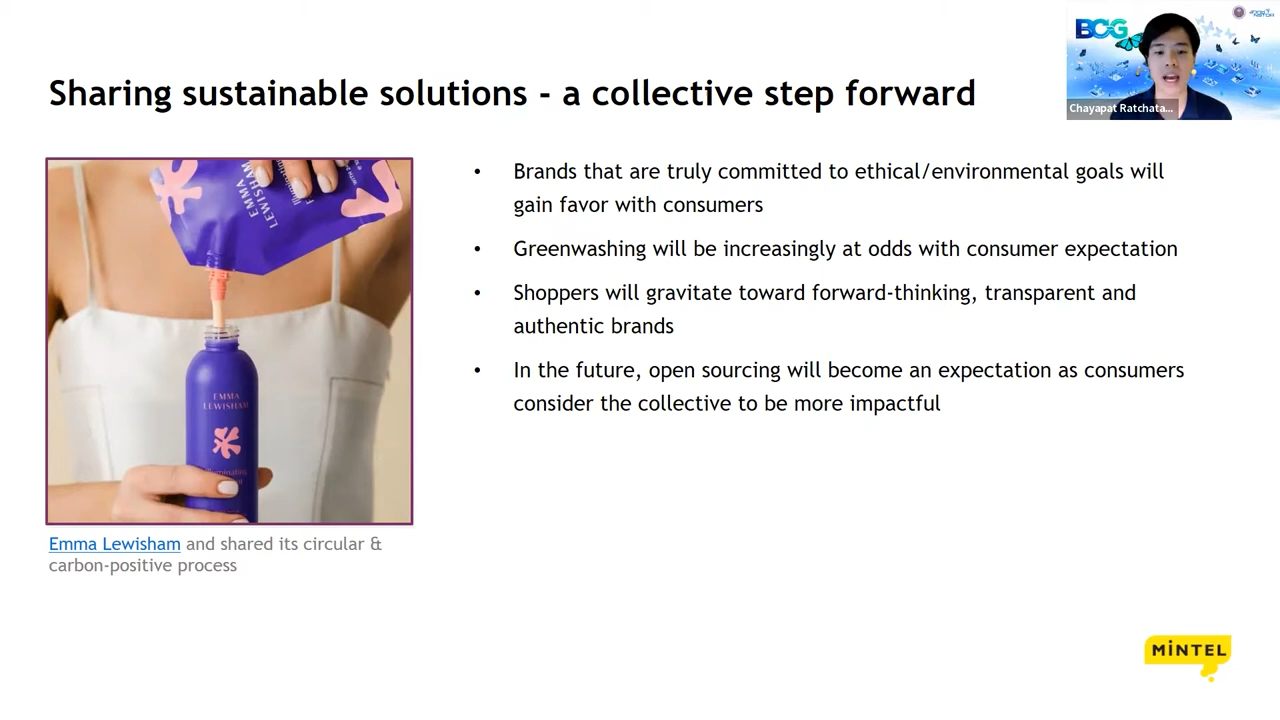 BCG
Chayapat Ratchata...
Sharing sustainable solutions - a collective step forward
EMMA
LEWISHAM
EMMA
LEWISHAM
• Brands that are truly committed to ethical/environmental goals will
gain favor with consumers
• Greenwashing will be increasingly at odds with consumer expectation
• Shoppers will gravitate toward forward-thinking, transparent and
authentic brands
• In the future, open sourcing will become an expectation as consumers
consider the collective to be more impactful
Emma Lewisham and shared its circular &
carbon-positive process
MiNTEL